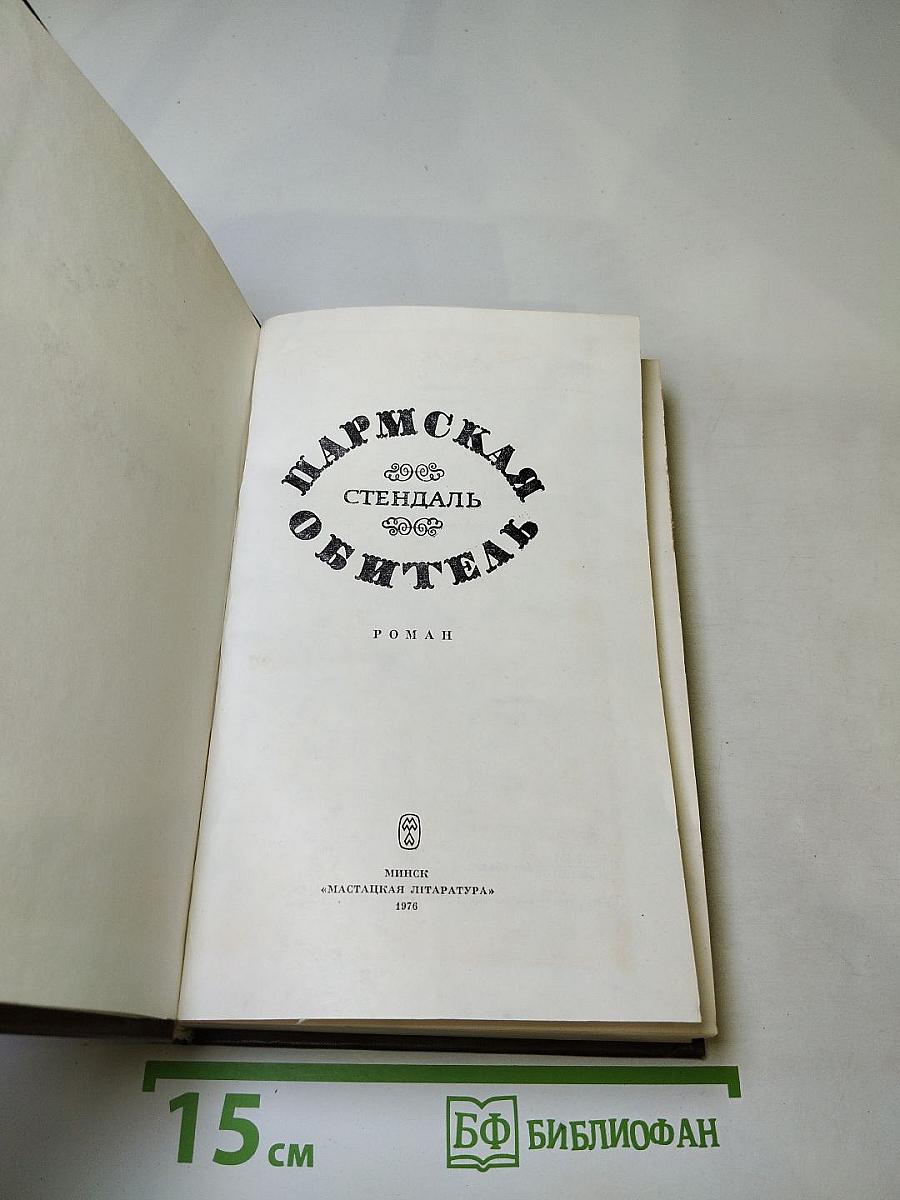 ПАРМСКАЯ
СТЕНДАЛЬ
ОБИТЕЛЬ
РОМАН
МИНСК
«МАСТАЦКАЯ ЛІТАРАТУРА»
1976
15 см
БФ БИБЛИОФАН